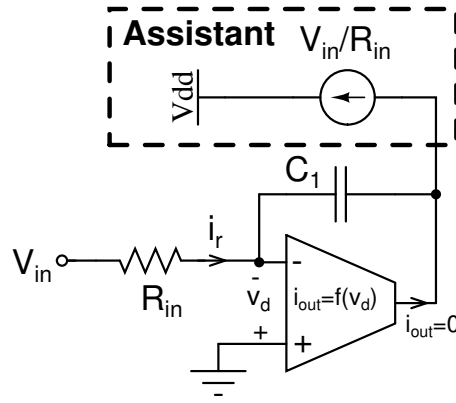 Assistant V_in/R_in
Vdd
C_1
V_in
i_r
R_in
-
-
v_d
i_out=f(v_d)
+
+
i_out=0